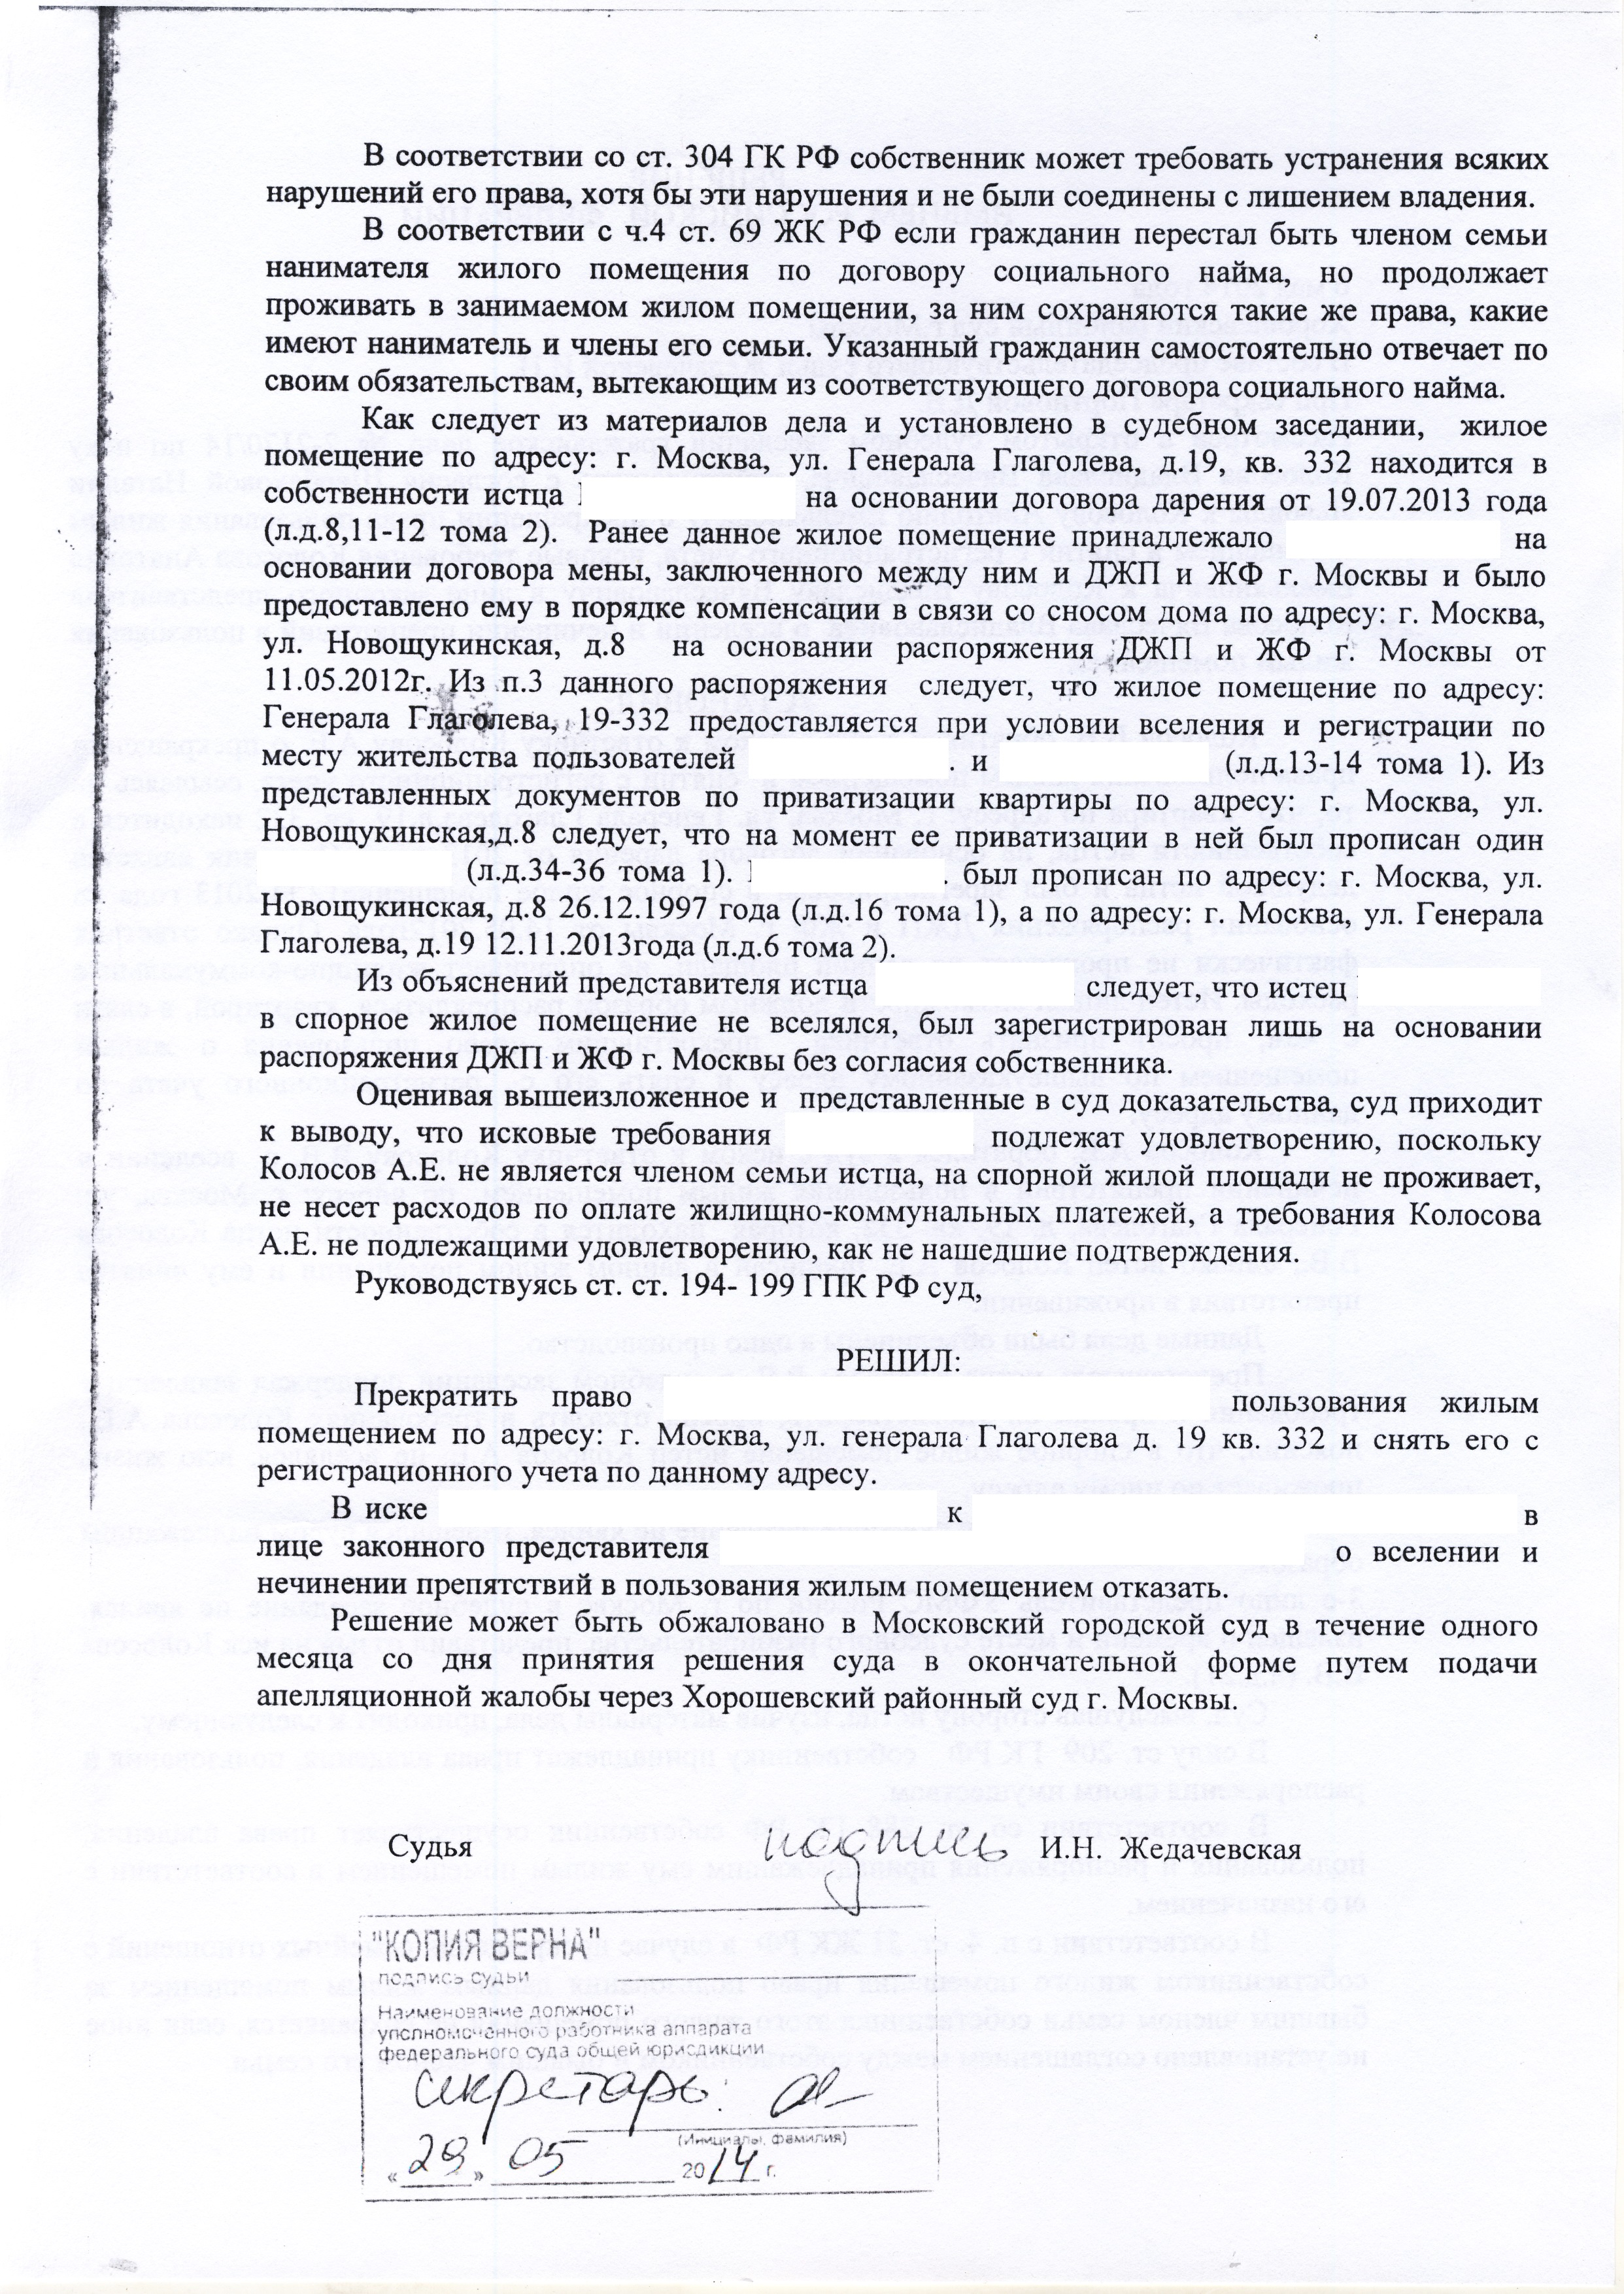 В соответствии со ст. 304 ГК РФ собственник может требовать устранения всяких
нарушений его права, хотя бы эти нарушения и не были соединены с лишением владения.
В соответствии с ч.4 ст. 69 ЖК РФ если гражданин перестал быть членом семьи
нанимателя жилого помещения по договору социального найма, но продолжает
проживать в занимаемом жилом помещении, за ним сохраняются такие же права, какие
имеют наниматель и члены его семьи. Указанный гражданин самостоятельно отвечает по
своим обязательствам, вытекающим из соответствующего договора социального найма.
Как следует из материалов дела и установлено в судебном заседании, жилое
помещение по адресу: г. Москва, ул. Генерала Глаголева, д.19, кв. 332 находится в
собственности истца на основании договора дарения от 19.07.2013 года
(л.д.8,11-12 тома 2). Ранее данное жилое помещение принадлежало на
основании договора мены, заключенного между ним и ДЖП и ЖФ г. Москвы и было
предоставлено ему в порядке компенсации в связи со сносом дома по адресу: г. Москва,
ул. Новощукинская, д.8 на основании распоряжения ДЖП и ЖФ г. Москвы от
11.05.2012г. Из п.3 данного распоряжения следует, что жилое помещение по адресу:
Генерала Глаголева, 19-332 предоставляется при условии вселения и регистрации по
месту жительства пользователей . и (л.д.13-14 тома 1). Из
представленных документов по приватизации квартиры по адресу: г. Москва, ул.
Новощукинская,д.8 следует, что на момент ее приватизации в ней был прописан один
(л.д.34-36 тома 1). был прописан по адресу: г. Москва, ул.
Новощукинская, д.8 26.12.1997 года (л.д.16 тома 1), а по адресу: г. Москва, ул. Генерала
Глаголева, д.19 12.11.2013года (л.д.6 тома 2).
Из объяснений представителя истца следует, что истец
в спорное жилое помещение не вселялся, был зарегистрирован лишь на основании
распоряжения ДЖП и ЖФ г. Москвы без согласия собственника.
Оценивая вышеизложенное и представленные в суд доказательства, суд приходит
к выводу, что исковые требования подлежат удовлетворению, поскольку
Колосов А.Е. не является членом семьи истца, на спорной жилой площади не проживает,
не несет расходов по оплате жилищно-коммунальных платежей, а требования Колосова
А.Е. не подлежащими удовлетворению, как не нашедшие подтверждения.
Руководствуясь ст. ст. 194- 199 ГПК РФ суд,
РЕШИЛ:
Прекратить право пользования жилым
помещением по адресу: г. Москва, ул. генерала Глаголева д. 19 кв. 332 и снять его с
регистрационного учета по данному адресу.
В иске к в
лице законного представителя о вселении и
нечинении препятствий в пользования жилым помещением отказать.
Решение может быть обжаловано в Московский городской суд в течение одного
месяца со дня принятия решения суда в окончательной форме путем подачи
апелляционной жалобы через Хорошевский районный суд г. Москвы.
Судья подпись И.Н. Жедачевская
"КОПИЯ ВЕРНА"
подпись судьи
Наименование должности
уполномоченного работника аппарата
федерального суда общей юрисдикции
секретарь:
(Инициалы, фамилия)
«29» 05 2014 г.